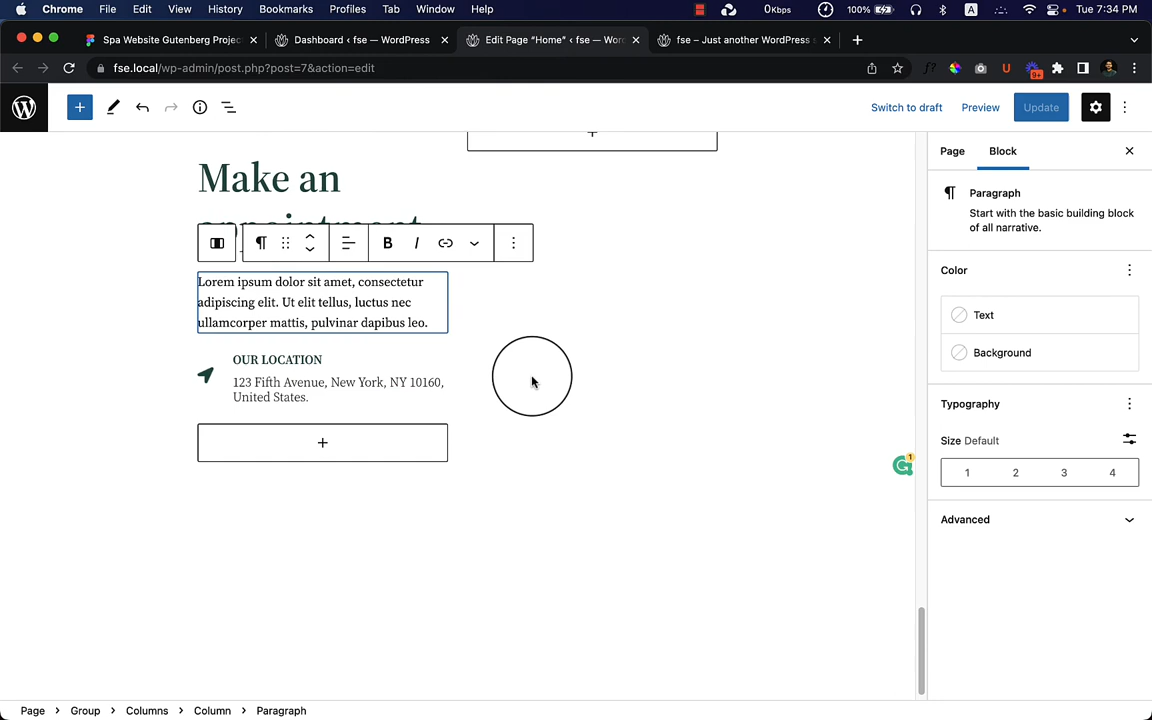 Chrome File Edit View History Bookmarks Profiles Tab Window Help 0Kbps 100% A Tue 7:34 PM
Spa Website Gutenberg Projec Dashboard ‹ fse — WordPress Edit Page “Home” ‹ fse — Wor fse – Just another WordPress s
fse.local/wp-admin/post.php?post=7&action=edit
f? U 9+
Switch to draft Preview Update
Page Block
Make an
Paragraph
Start with the basic building block
of all narrative.
B I
Color
Text
Background
Lorem ipsum dolor sit amet, consectetur
adipiscing elit. Ut elit tellus, luctus nec
ullamcorper mattis, pulvinar dapibus leo.
OUR LOCATION
123 Fifth Avenue, New York, NY 10160,
United States.
Typography
Size Default
1 2 3 4
G 1
Advanced
Page Group Columns Column Paragraph